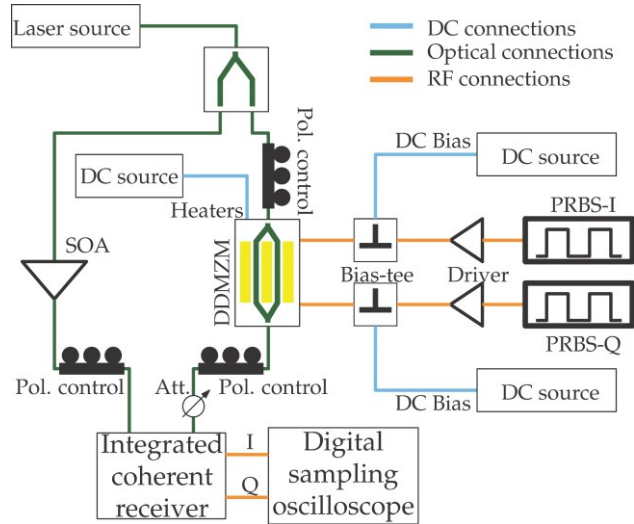 Laser source
DC connections
Optical connections
RF connections
Pol. control
DC Bias
DC source
DC source
Heaters
PRBS-I
SOA
DDMZM
Bias-tee
Driver
PRBS-Q
Pol. control
Att.
Pol. control
DC Bias
DC source
Integrated
coherent
receiver
I
Q
Digital
sampling
oscilloscope